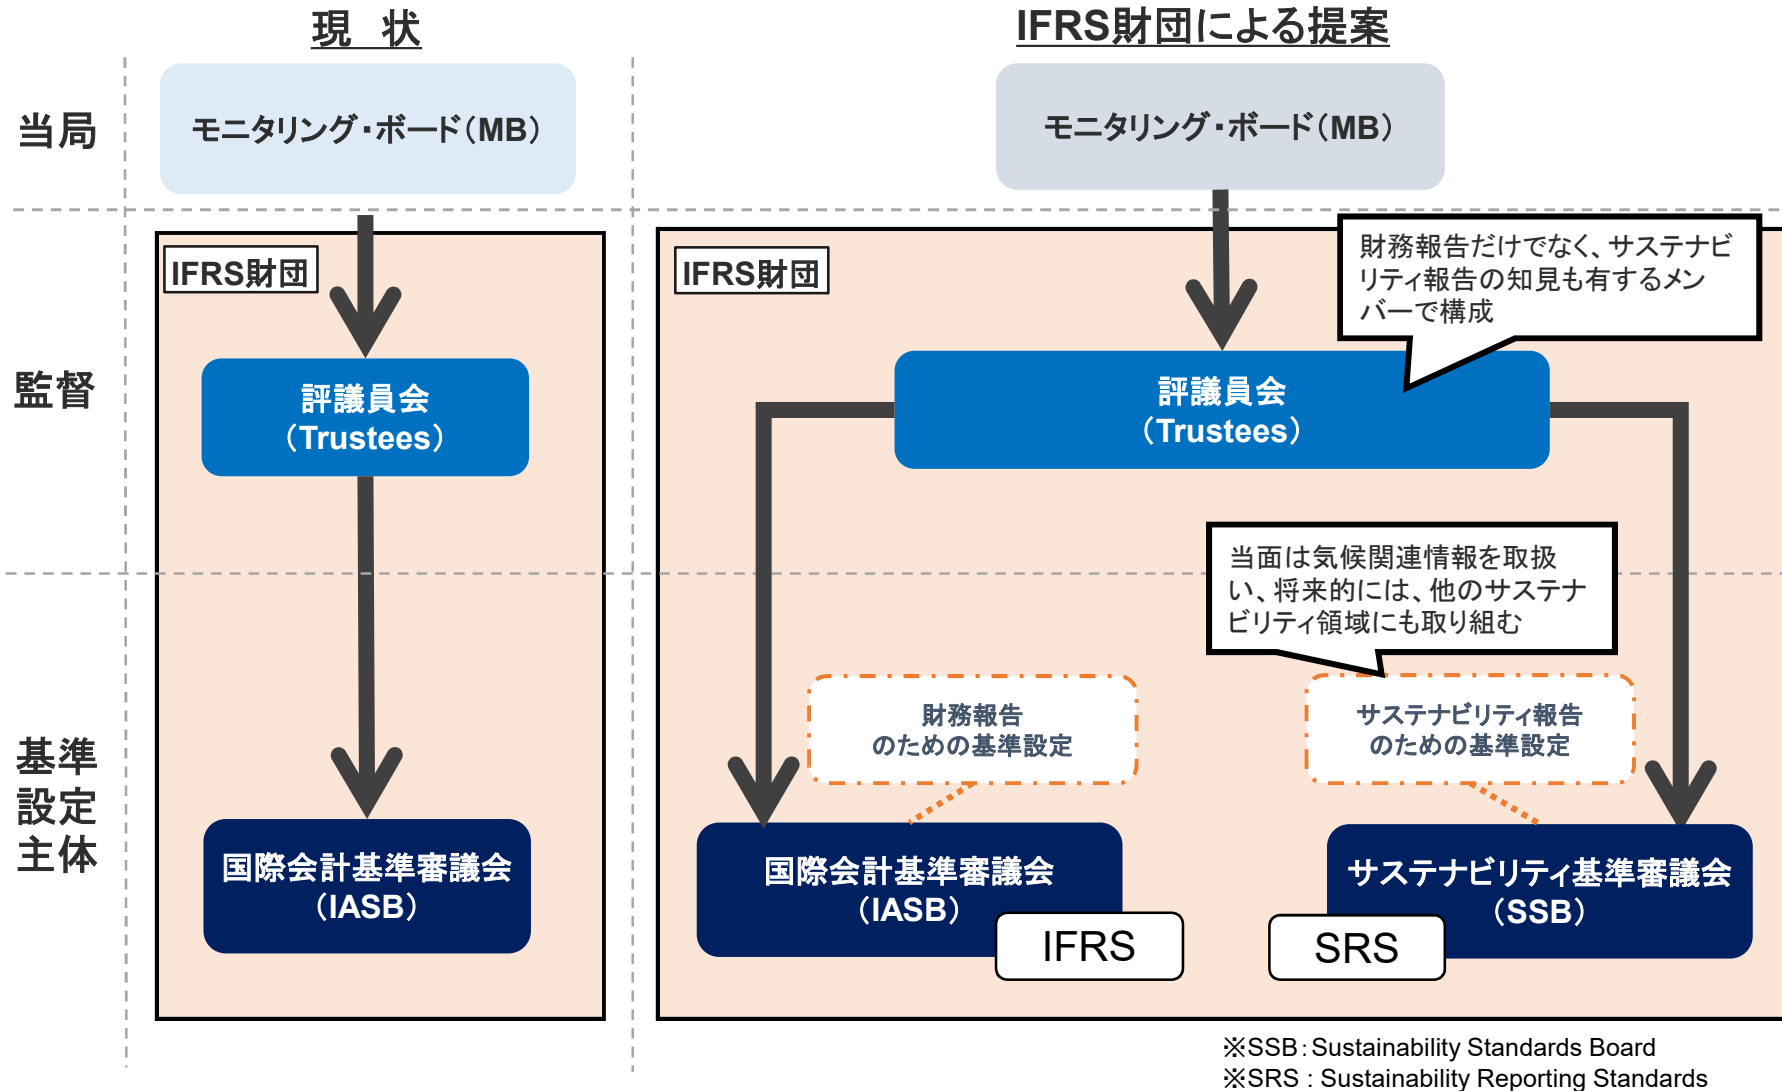 現 状
IFRS財団による提案
当局
モニタリング・ボード（MB）
モニタリング・ボード（MB）
IFRS財団
IFRS財団
財務報告だけでなく、サステナビ
リティ報告の知見も有するメン
バーで構成
監督
評議員会
（Trustees）
評議員会
（Trustees）
当面は気候関連情報を取扱
い、将来的には、他のサステナ
ビリティ領域にも取り組む
財務報告
のための基準設定
サステナビリティ報告
のための基準設定
基準
設定
主体
国際会計基準審議会
（IASB）
国際会計基準審議会
（IASB）
IFRS
サステナビリティ基準審議会
（SSB）
SRS
※SSB：Sustainability Standards Board
※SRS：Sustainability Reporting Standards